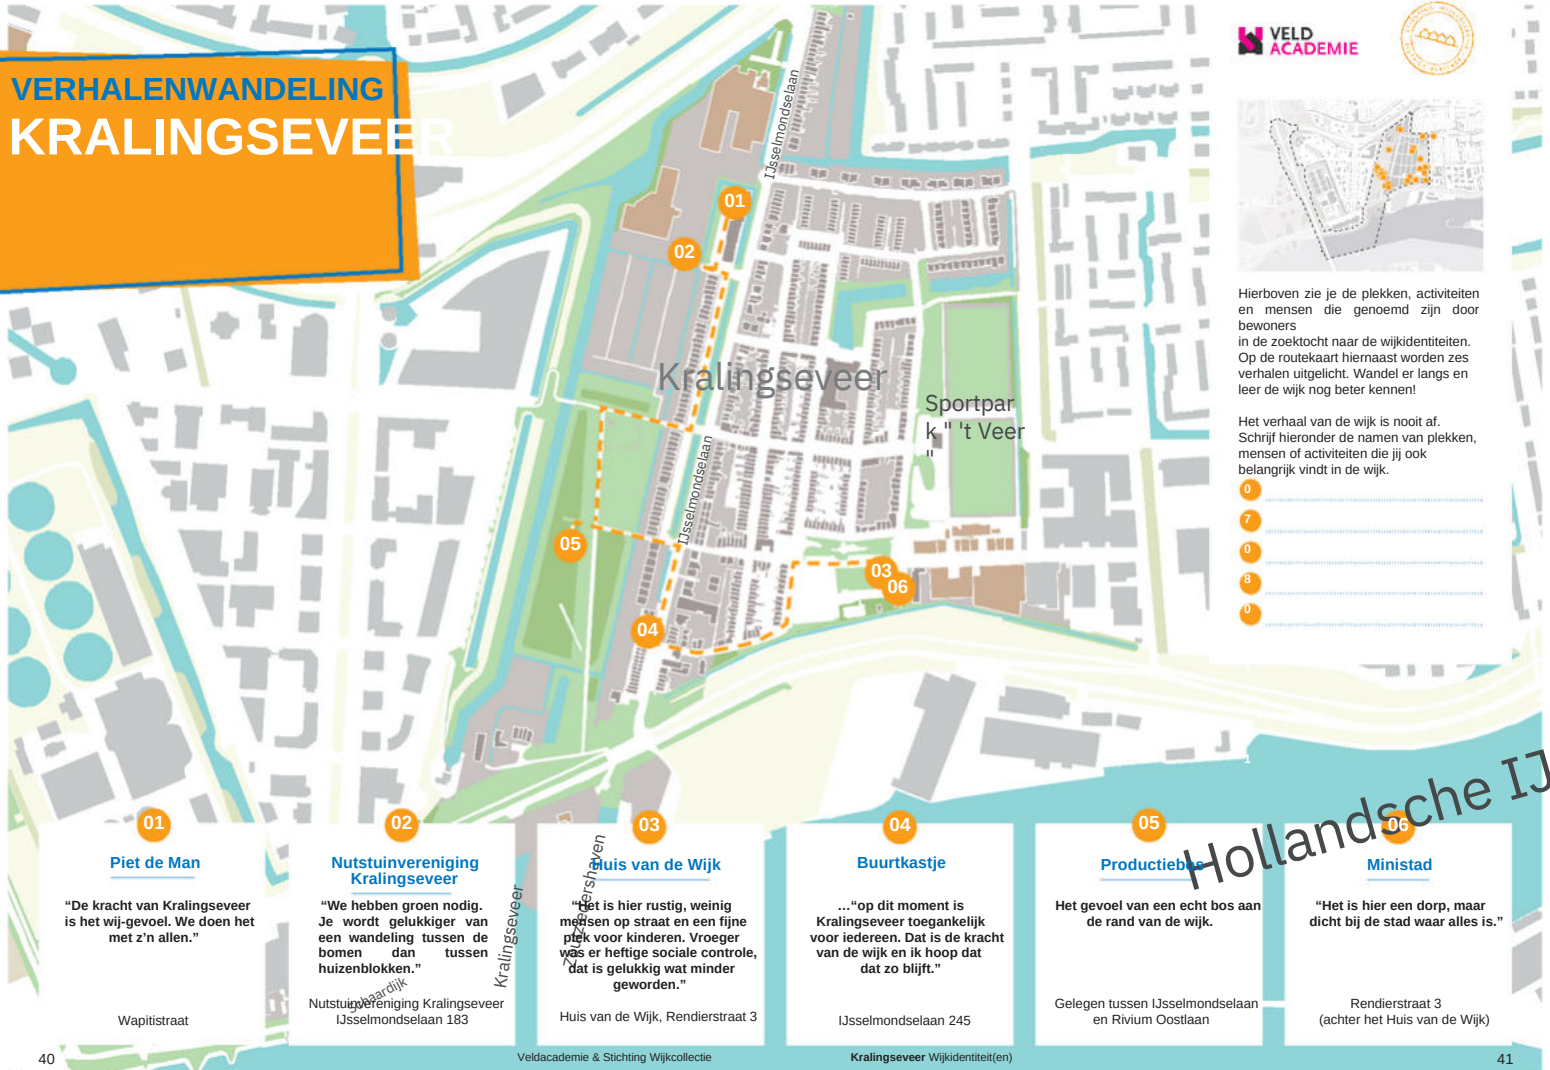 VERHALENWANDELING
KRALINGSEVEER
VELD
ACADEMIE
IJsselmondselaan
01
02
Kralingseveer
Sportpar
k " 't Veer
"
IJsselmondselaan
05
03
06
04
Hierboven zie je de plekken, activiteiten
en mensen die genoemd zijn door
bewoners
in de zoektocht naar de wijkidentiteiten.
Op de routekaart hiernaast worden zes
verhalen uitgelicht. Wandel er langs en
leer de wijk nog beter kennen!
Het verhaal van de wijk is nooit af.
Schrijf hieronder de namen van plekken,
mensen of activiteiten die jij ook
belangrijk vindt in de wijk.
0
7
0
8
0
1
Hollandsche IJ
01
Piet de Man
“De kracht van Kralingseveer
is het wij-gevoel. We doen het
met z’n allen.”
Wapitistraat
02
Nutstuinvereniging
Kralingseveer
“We hebben groen nodig.
Je wordt gelukkiger van
een wandeling tussen de
bomen dan tussen
huizenblokken.”
Schaardijk
Nutstuinvereniging Kralingseveer
IJsselmondselaan 183
Kralingseveer
03
Huis van de Wijk
“Het is hier rustig, weinig
mensen op straat en een fijne
plek voor kinderen. Vroeger
was er heftige sociale controle,
dat is gelukkig wat minder
geworden.”
Huis van de Wijk, Rendierstraat 3
04
Buurtkastje
…“op dit moment is
Kralingseveer toegankelijk
voor iedereen. Dat is de kracht
van de wijk en ik hoop dat
dat zo blijft.”
IJsselmondselaan 245
05
Productiebos
Het gevoel van een echt bos aan
de rand van de wijk.
Gelegen tussen IJsselmondselaan
en Rivium Oostlaan
06
Ministad
“Het is hier een dorp, maar
dicht bij de stad waar alles is.”
Rendierstraat 3
(achter het Huis van de Wijk)
40
Veldacademie & Stichting Wijkcollectie
Kralingseveer Wijkidentiteit(en)
41